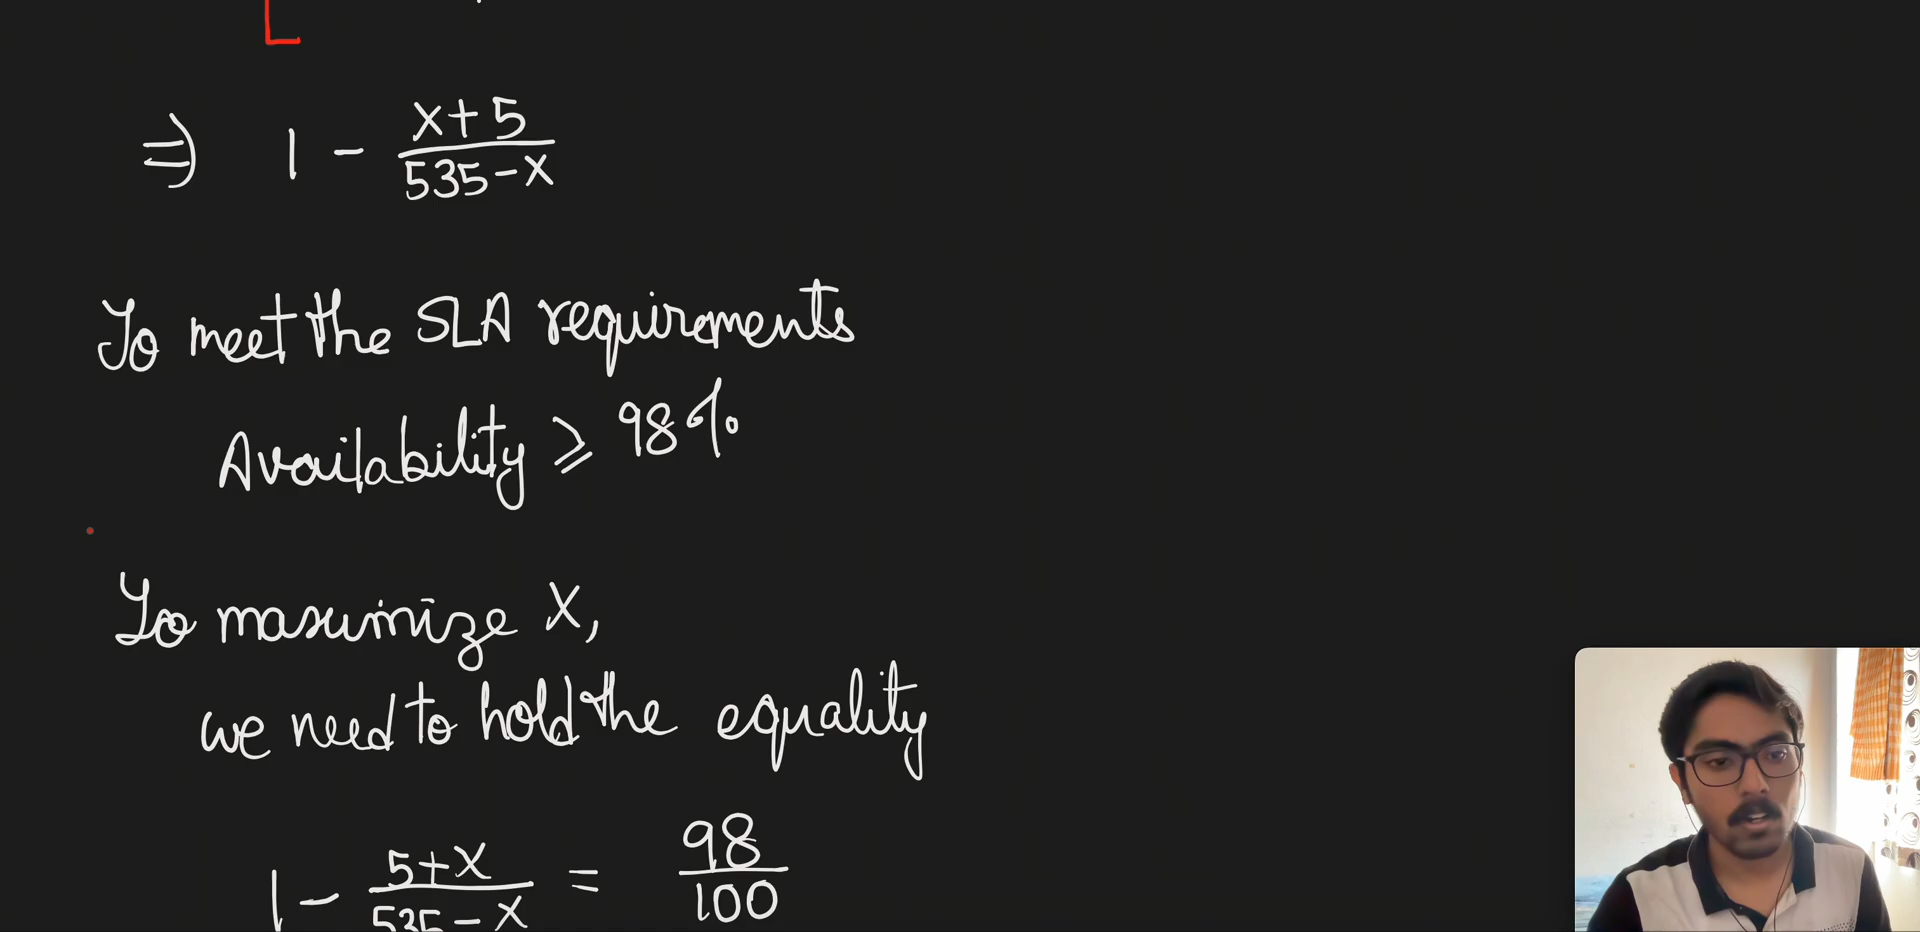 ⇒ 1 - x+5
535-x
To meet the SLA requirements
Availability ⩾ 98%
To maximize x,
we need to hold the equality
1 - 5+x = 98
535-x 100